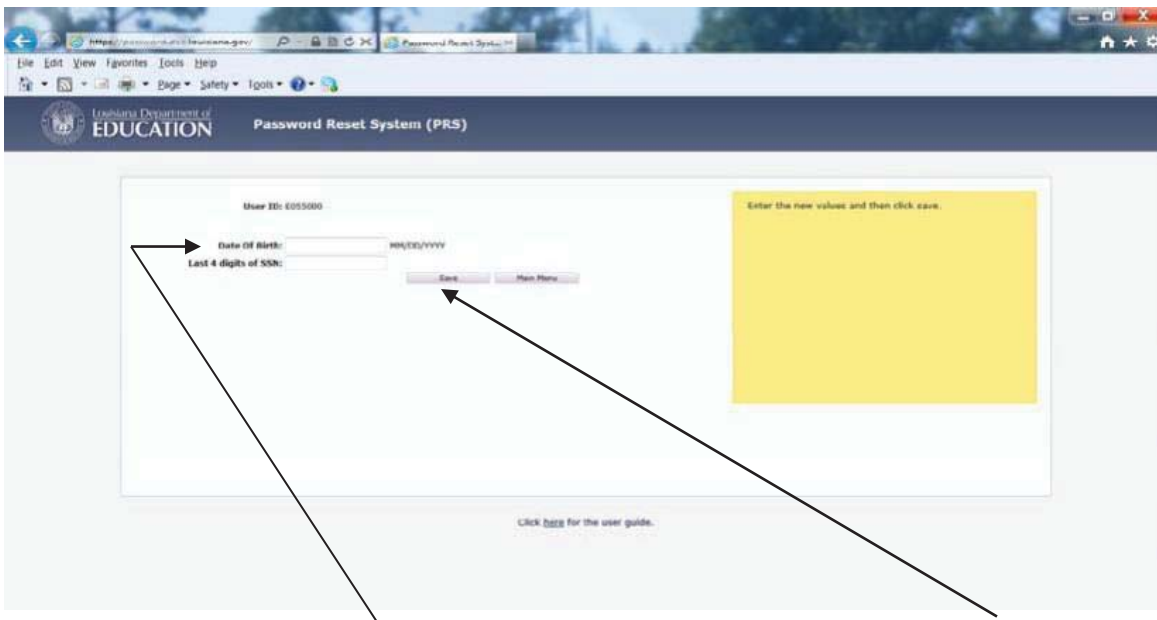 File Edit View Favorites Tools Help
Page Safety Tools
Louisiana Department of
EDUCATION
Password Reset System (PRS)
User ID: E055000
Enter the new values and then click save.
Date Of Birth: MM/DD/YYYY
Last 4 digits of SSN:
Save Main Menu
Click here for the user guide.